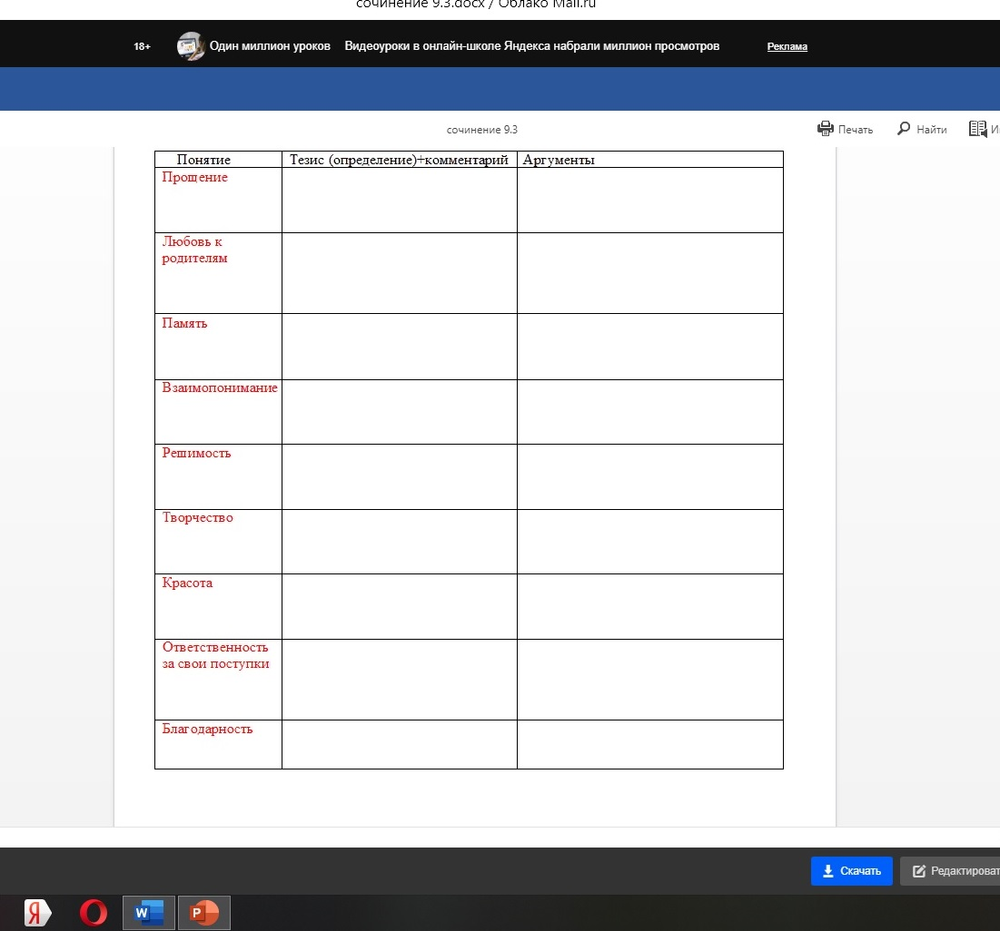 сочинение 9.3.docx / Облако Mail.ru
18+ Один миллион уроков Видеоуроки в онлайн-школе Яндекса набрали миллион просмотров Реклама
сочинение 9.3 Печать Найти И
Понятие Тезис (определение)+комментарий Аргументы
Прощение
Любовь к
родителям
Память
Взаимопонимание
Решимость
Творчество
Красота
Ответственность
за свои поступки
Благодарность
Скачать Редактироват
Я W P